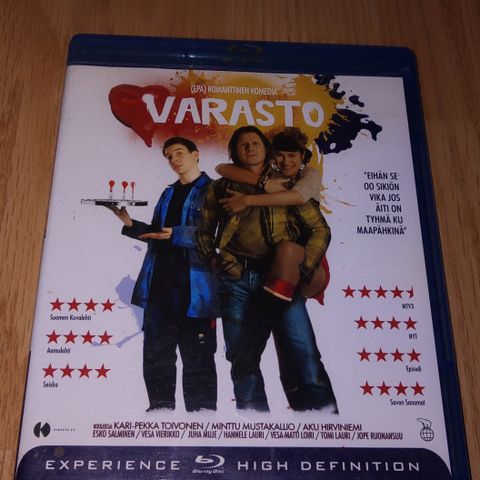 (EPÄ) ROMANTTINEN KOMEDIA
VARASTO
"EIHÄN SE
OO SIKIÖN
VIKA JOS
ÄITI ON
TYHMÄ KU
MAAPÄHKINÄ"
Suomen Kuvalehti
Aamulehti
Seiska
MTV3
NYT
Episodi
Savon Sanomat
ROOLEISSA: KARI-PEKKA TOIVONEN / MINTTU MUSTAKALLIO / AKU HIRVINIEMI
ESKO SALMINEN / VESA VIERIKKO / JUHA MUJE / HANNELE LAURI / VESA-MATTI LOIRI / TOMI LAURI / JOPE RUONANSUU
EXPERIENCE Blu-ray Disc HIGH DEFINITION